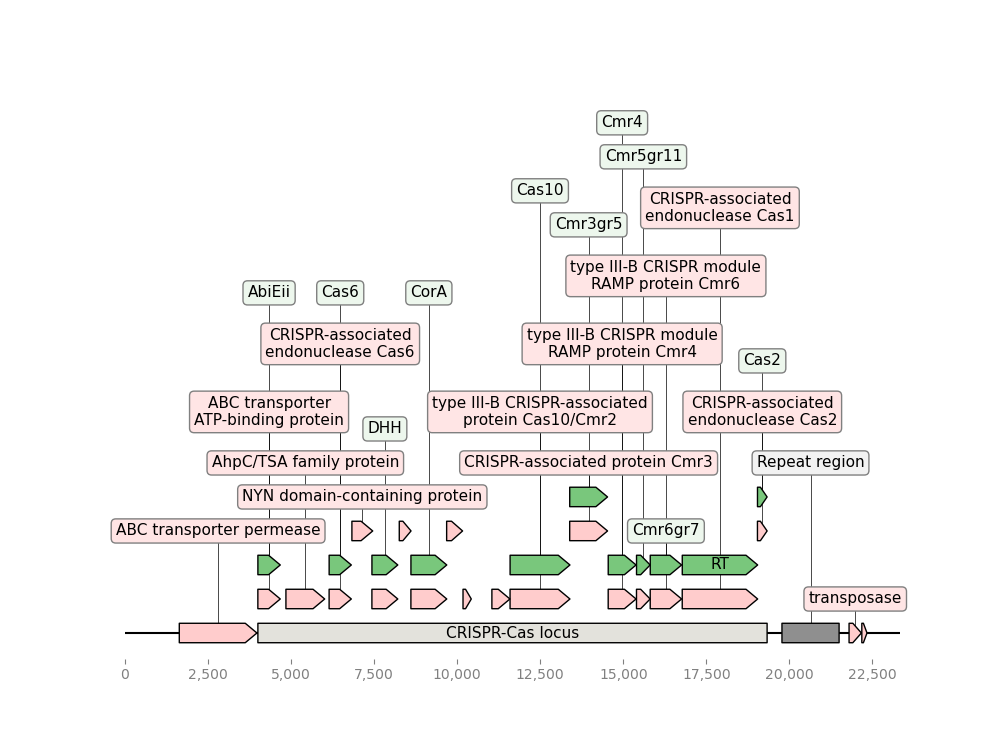 Cmr4
Cmr5gr11
Cas10
CRISPR-associated
endonuclease Cas1
Cmr3gr5
type III-B CRISPR module
RAMP protein Cmr6
AbiEii
Cas6
CorA
CRISPR-associated
endonuclease Cas6
type III-B CRISPR module
RAMP protein Cmr4
Cas2
ABC transporter
ATP-binding protein
type III-B CRISPR-associated
protein Cas10/Cmr2
CRISPR-associated
endonuclease Cas2
DHH
AhpC/TSA family protein
CRISPR-associated protein Cmr3
Repeat region
NYN domain-containing protein
ABC transporter permease
Cmr6gr7
RT
transposase
CRISPR-Cas locus
0 2,500 5,000 7,500 10,000 12,500 15,000 17,500 20,000 22,500